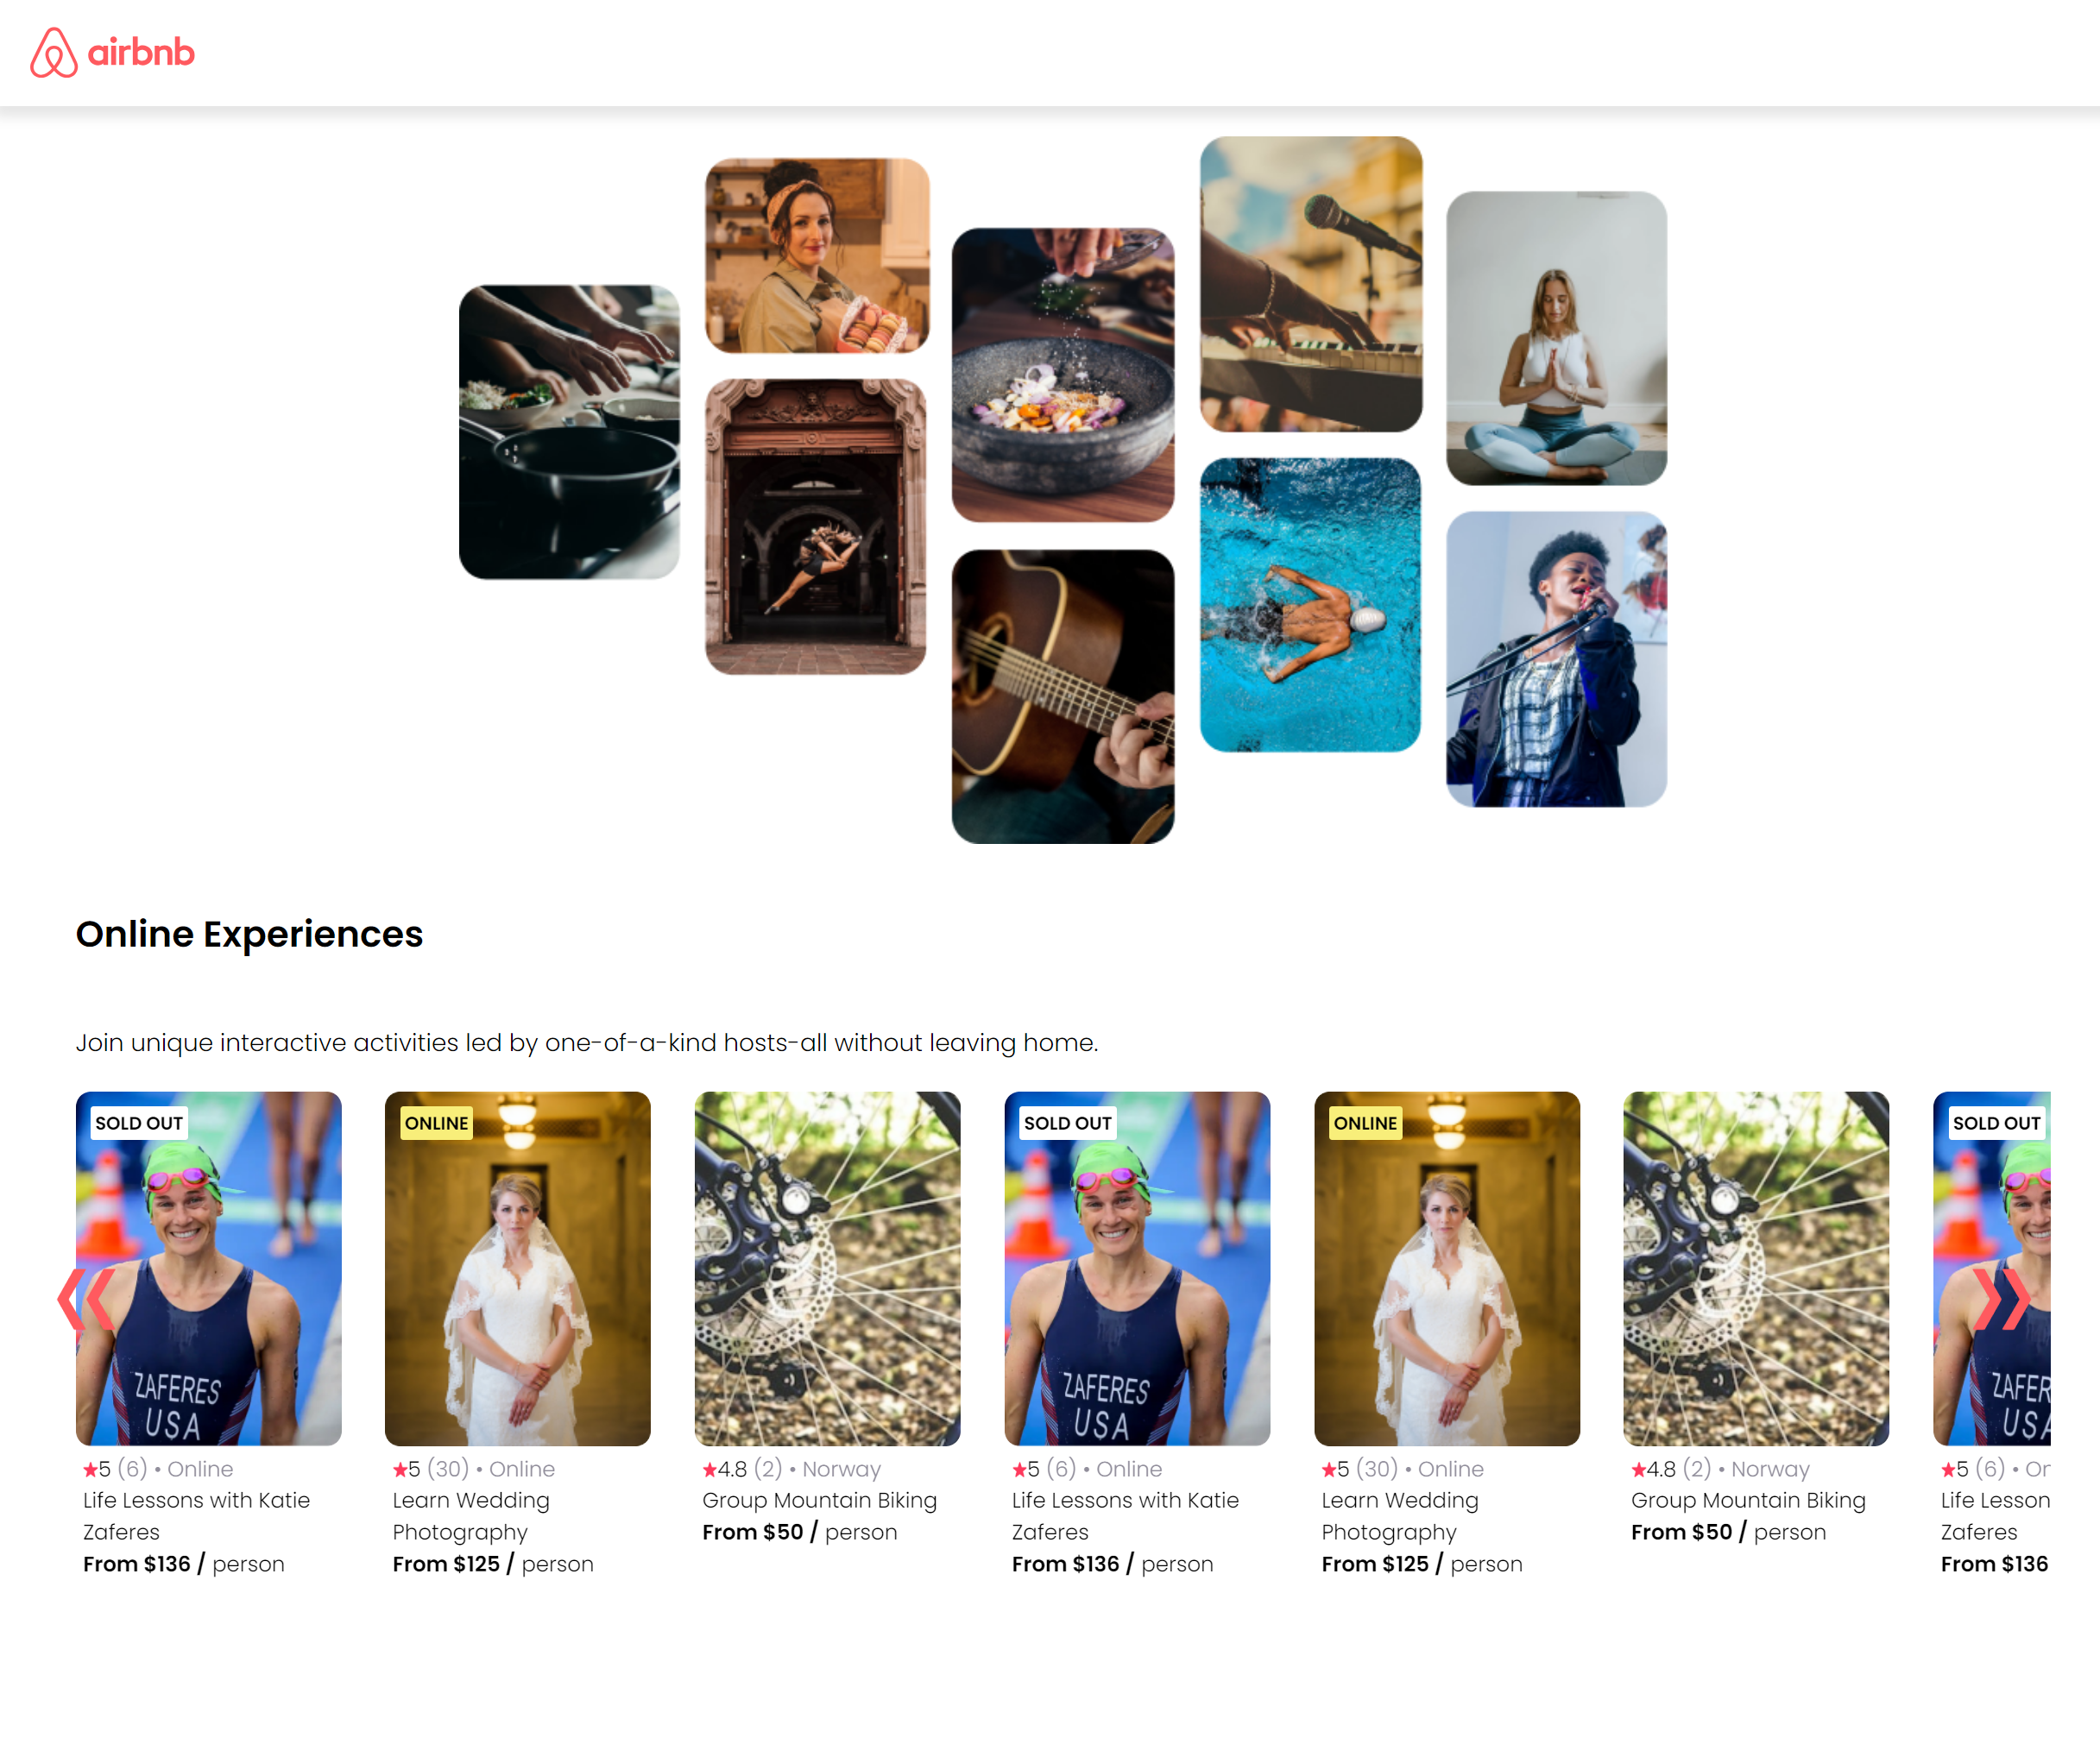 airbnb
Online Experiences
Join unique interactive activities led by one-of-a-kind hosts-all without leaving home.
SOLD OUT
ZAFERES
USA
★5 (6) • Online
Life Lessons with Katie
Zaferes
From $136 / person
ONLINE
★5 (30) • Online
Learn Wedding
Photography
From $125 / person
★4.8 (2) • Norway
Group Mountain Biking
From $50 / person
SOLD OUT
ZAFERES
USA
★5 (6) • Online
Life Lessons with Katie
Zaferes
From $136 / person
ONLINE
★5 (30) • Online
Learn Wedding
Photography
From $125 / person
★4.8 (2) • Norway
Group Mountain Biking
From $50 / person
SOLD OUT
ZAFER
USA
★5 (6) • Or
Life Lesson
Zaferes
From $136